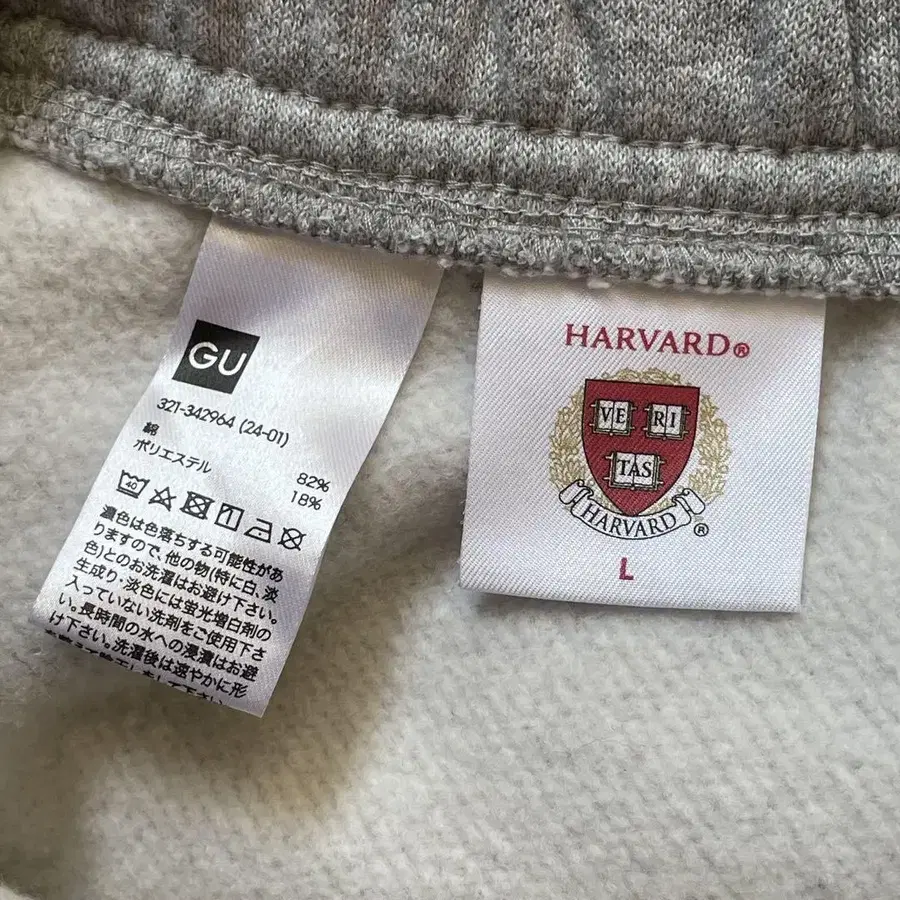 GU
321-342964 (24-01)
綿 82%
ポリエステル 18%
40
濃色は色落ちする可能性があ
りますので、他の物(特に白、淡
色)とのお洗濯はお避け下さい。
生成り・淡色には蛍光増白剤の
入っていない洗剤をご使用下さ
い。長時間の水への浸漬はお避
け下さい。洗濯後は速やかに形
HARVARD®
VE RI
TAS
HARVARD ®
L